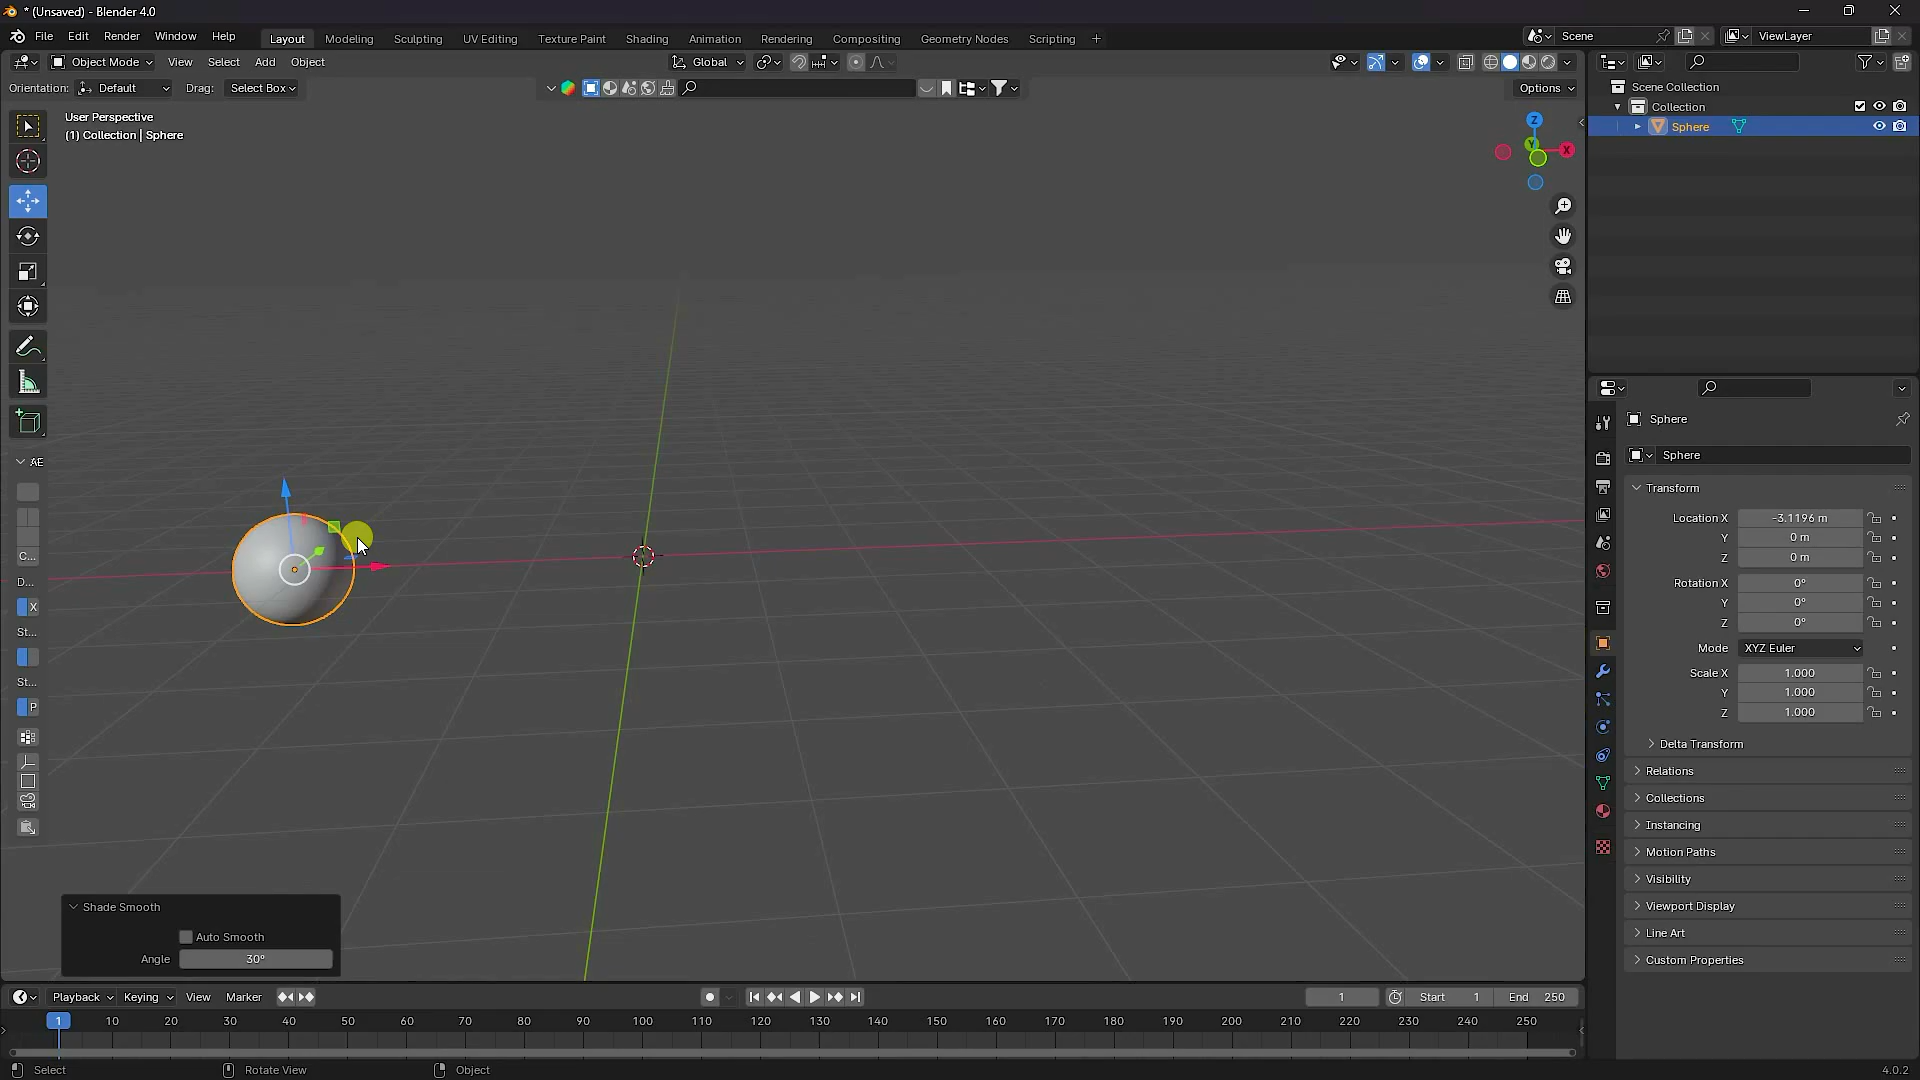 * (Unsaved) - Blender 4.0
File Edit Render Window Help
Layout Modeling Sculpting UV Editing Texture Paint Shading Animation Rendering Compositing Geometry Nodes Scripting +
Scene ViewLayer
Object Mode View Select Add Object Global
Orientation: Default Drag: Select Box Options
User Perspective
(1) Collection | Sphere
Z
Y
X
Scene Collection
Collection
Sphere
Sphere
Sphere
Transform
Location X -3.1196 m
Y 0 m
Z 0 m
Rotation X 0°
Y 0°
Z 0°
Mode XYZ Euler
Scale X 1.000
Y 1.000
Z 1.000
Delta Transform
Relations
Collections
Instancing
Motion Paths
Visibility
Viewport Display
Line Art
Custom Properties
AE
C...
D...
X
St...
St...
P
Shade Smooth
Auto Smooth
Angle 30°
Playback Keying View Marker 1 Start 1 End 250
1 10 20 30 40 50 60 70 80 90 100 110 120 130 140 150 160 170 180 190 200 210 220 230 240 250
Select Rotate View Object 4.0.2